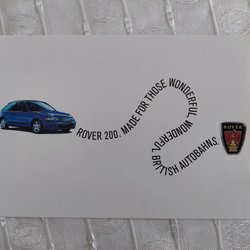 ROVER 200. MADE FOR THOSE WONDERFUL, WONDERFUL BRITISH AUTOBAHNS.
ROVER